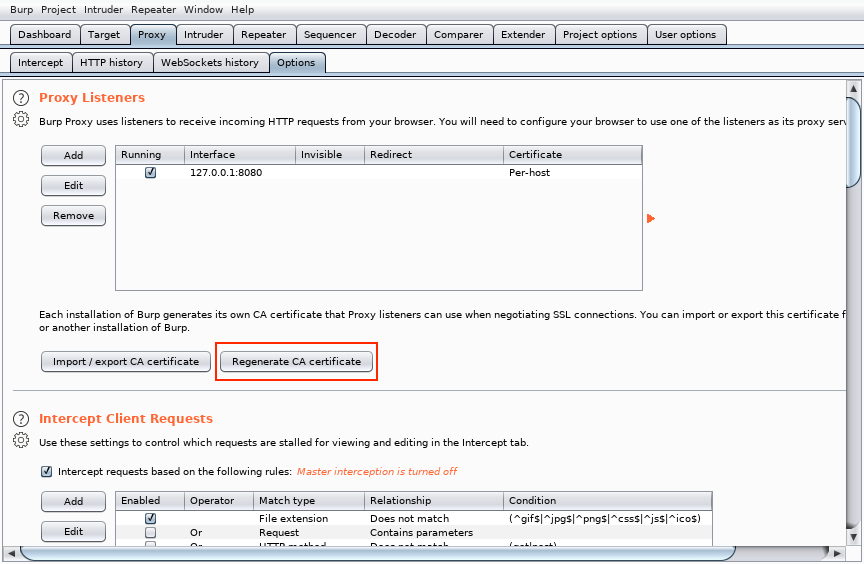 Burp Project Intruder Repeater Window Help
Dashboard Target Proxy Intruder Repeater Sequencer Decoder Comparer Extender Project options User options
Intercept HTTP history WebSockets history Options
? Proxy Listeners
Burp Proxy uses listeners to receive incoming HTTP requests from your browser. You will need to configure your browser to use one of the listeners as its proxy
Add Running Interface Invisible Redirect Certificate
127.0.0.1:8080 Per-host
Edit
Remove
Each installation of Burp generates its own CA certificate that Proxy listeners can use when negotiating SSL connections. You can import or export this certificate
or another installation of Burp.
Import / export CA certificate Regenerate CA certificate
? Intercept Client Requests
Use these settings to control which requests are stalled for viewing and editing in the Intercept tab.
Intercept requests based on the following rules: Master interception is turned off
Add Enabled Operator Match type Relationship Condition
File extension Does not match (^gif$|^jpg$|^png$|^css$|^js$|^ico$)
Edit Or Request Contains parameters
Or HTTP method Does not match (get|post)